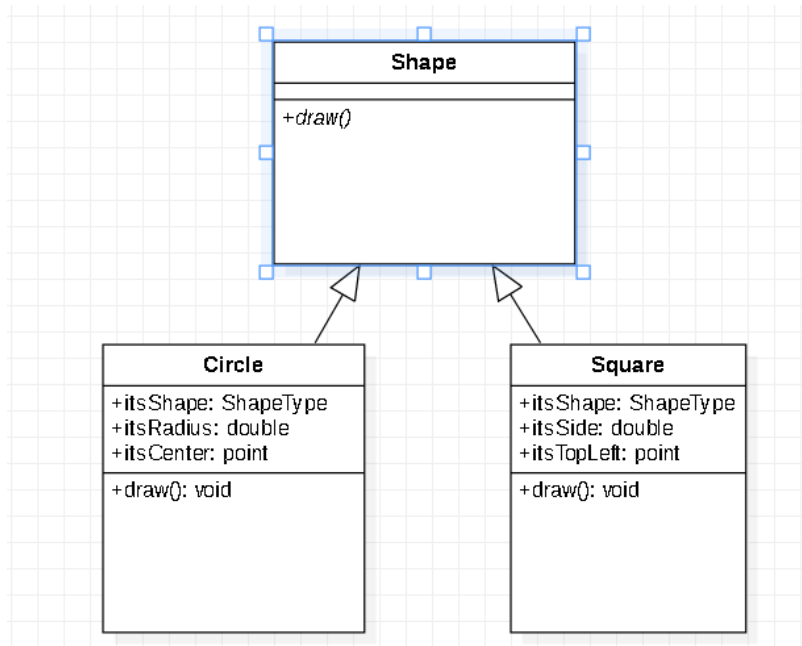 Shape
+draw()
Circle
+itsShape: ShapeType
+itsRadius: double
+itsCenter: point
+draw(): void
Square
+itsShape: ShapeType
+itsSide: double
+itsTopLeft: point
+draw(): void